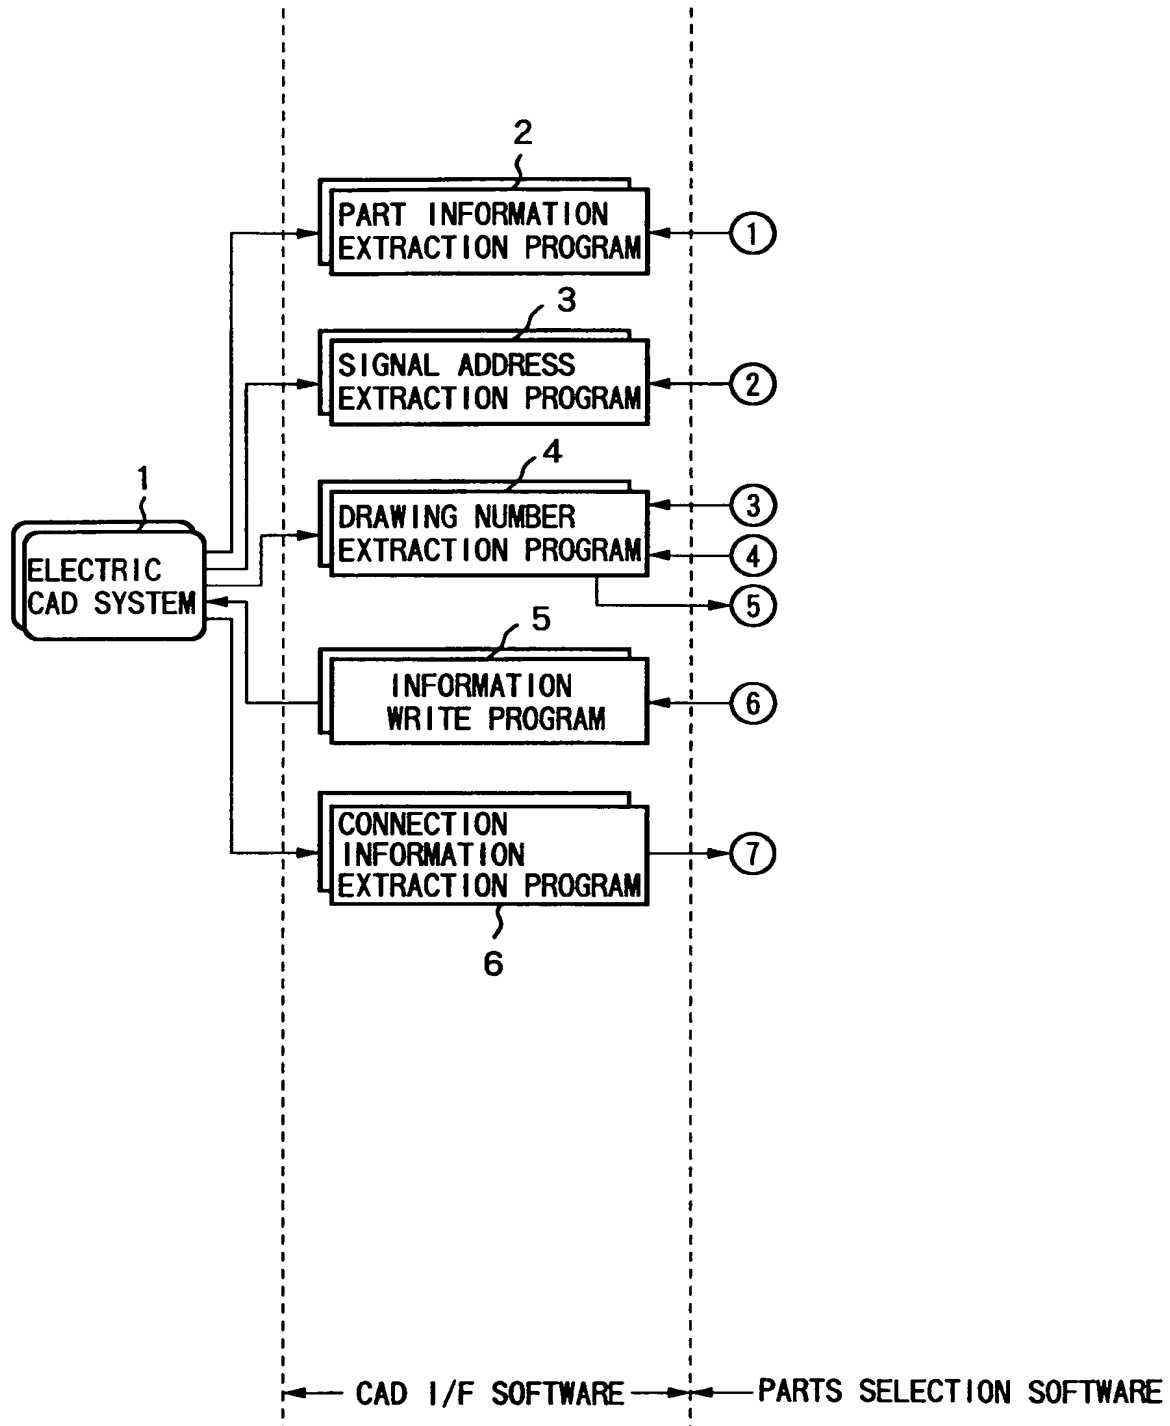 2
PART INFORMATION
EXTRACTION PROGRAM
1
3
SIGNAL ADDRESS
EXTRACTION PROGRAM
2
4
DRAWING NUMBER
EXTRACTION PROGRAM
3
4
5
1
ELECTRIC
CAD SYSTEM
5
INFORMATION
WRITE PROGRAM
6
CONNECTION
INFORMATION
EXTRACTION PROGRAM
7
6
CAD I/F SOFTWARE
PARTS SELECTION SOFTWARE